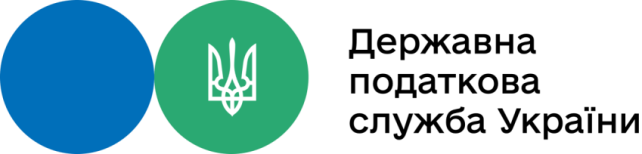 Державна
податкова
служба України